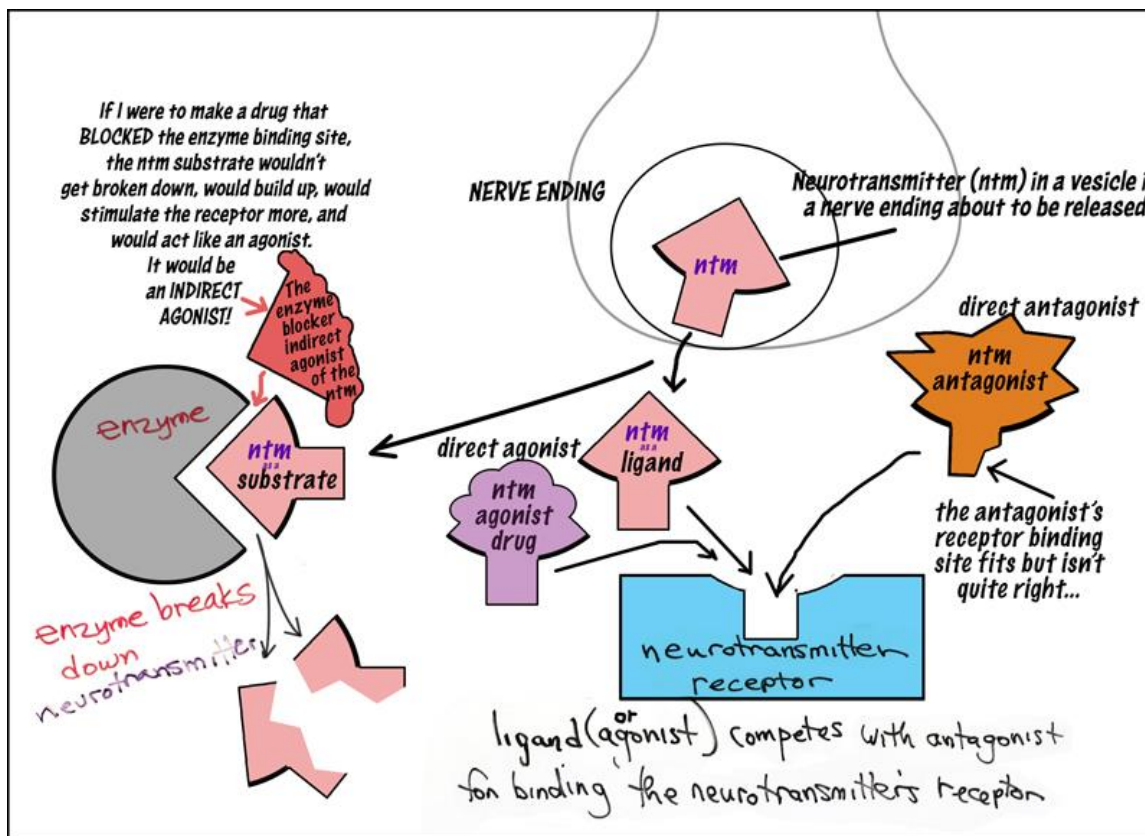 If I were to make a drug that
BLOCKED the enzyme binding site,
the ntm substrate wouldn't
get broken down, would build up, would
stimulate the receptor more, and
would act like an agonist.
It would be
an INDIRECT
AGONIST!
The
enzyme
blocker
indirect
agonist
of the
ntm
enzyme
ntm
as a
substrate
enzyme breaks
down
neurotransmitter
NERVE ENDING
ntm
Neurotransmitter (ntm) in a vesicle i
a nerve ending about to be released
direct agonist
ntm
agonist
drug
ntm
as a
ligand
direct antagonist
ntm
antagonist
the antagonist's
receptor binding
site fits but isn't
quite right...
neurotransmitter
receptor
ligand (or agonist) competes with antagonist
for binding the neurotransmitter's receptor